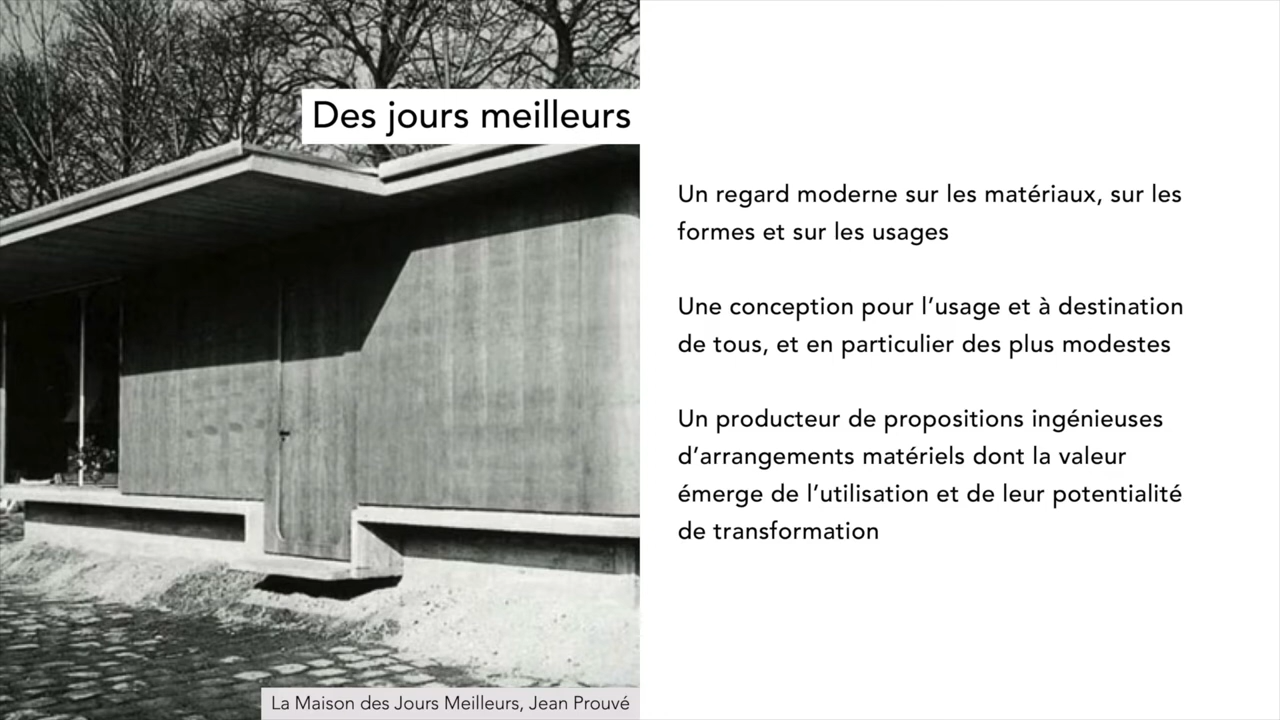 Des jours meilleurs
Un regard moderne sur les matériaux, sur les
formes et sur les usages
Une conception pour l’usage et à destination
de tous, et en particulier des plus modestes
Un producteur de propositions ingénieuses
d’arrangements matériels dont la valeur
émerge de l’utilisation et de leur potentialité
de transformation
La Maison des Jours Meilleurs, Jean Prouvé